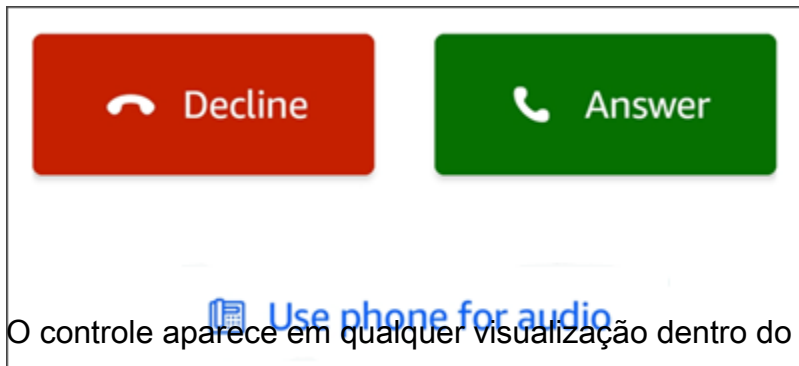 Decline
Answer
Use phone for audio
O controle aparece em qualquer visualização dentro do